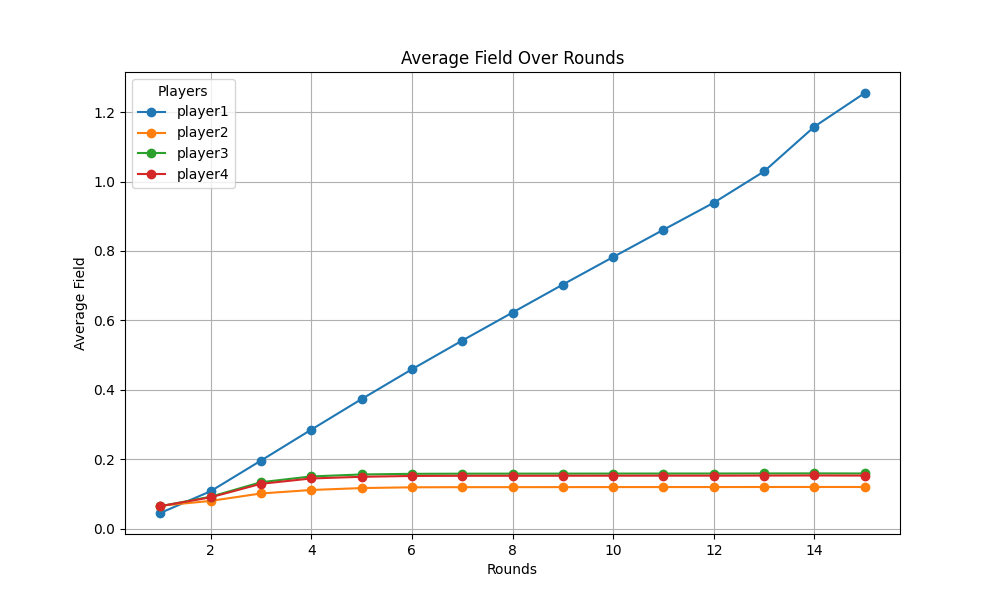 Average Field Over Rounds
Players
player1
player2
player3
player4
Average Field
1.2
1.0
0.8
0.6
0.4
0.2
0.0
2 4 6 8 10 12 14
Rounds